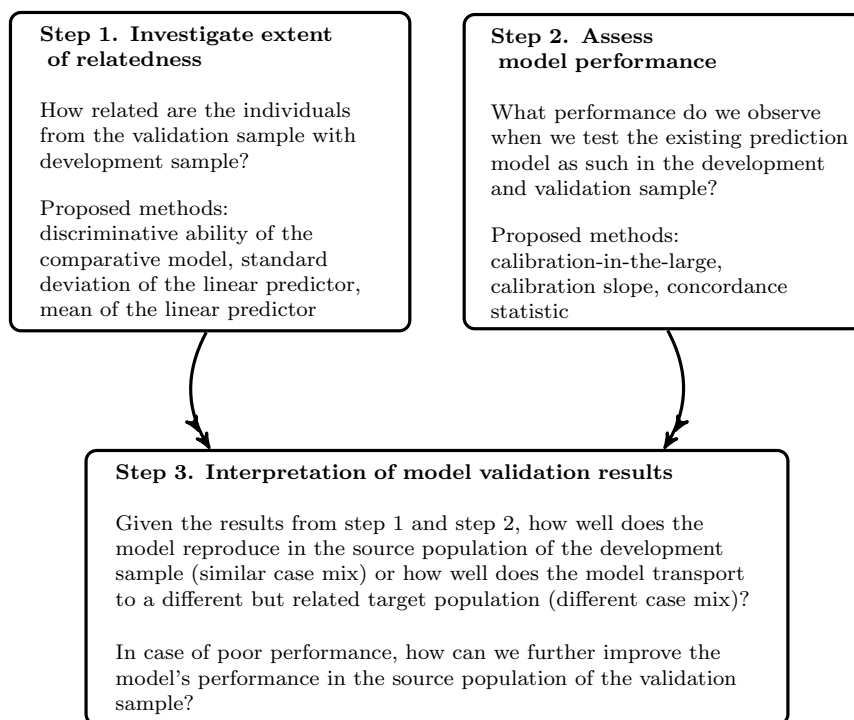 Step 1. Investigate extent
of relatedness
How related are the individuals
from the validation sample with
development sample?
Proposed methods:
discriminative ability of the
comparative model, standard
deviation of the linear predictor,
mean of the linear predictor
Step 2. Assess
model performance
What performance do we observe
when we test the existing prediction
model as such in the development
and validation sample?
Proposed methods:
calibration-in-the-large,
calibration slope, concordance
statistic
Step 3. Interpretation of model validation results
Given the results from step 1 and step 2, how well does the
model reproduce in the source population of the development
sample (similar case mix) or how well does the model transport
to a different but related target population (different case mix)?
In case of poor performance, how can we further improve the
model's performance in the source population of the validation
sample?